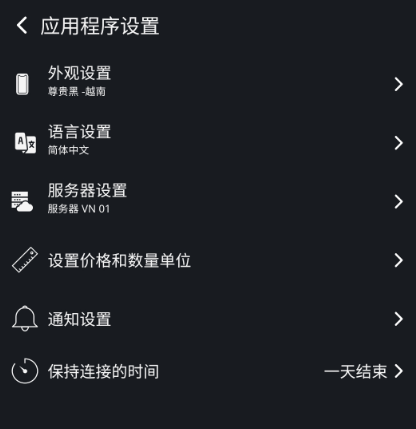 应用程序设置
外观设置
尊贵黑 -越南
语言设置
简体中文
服务器设置
服务器 VN 01
设置价格和数量单位
通知设置
保持连接的时间 一天结束